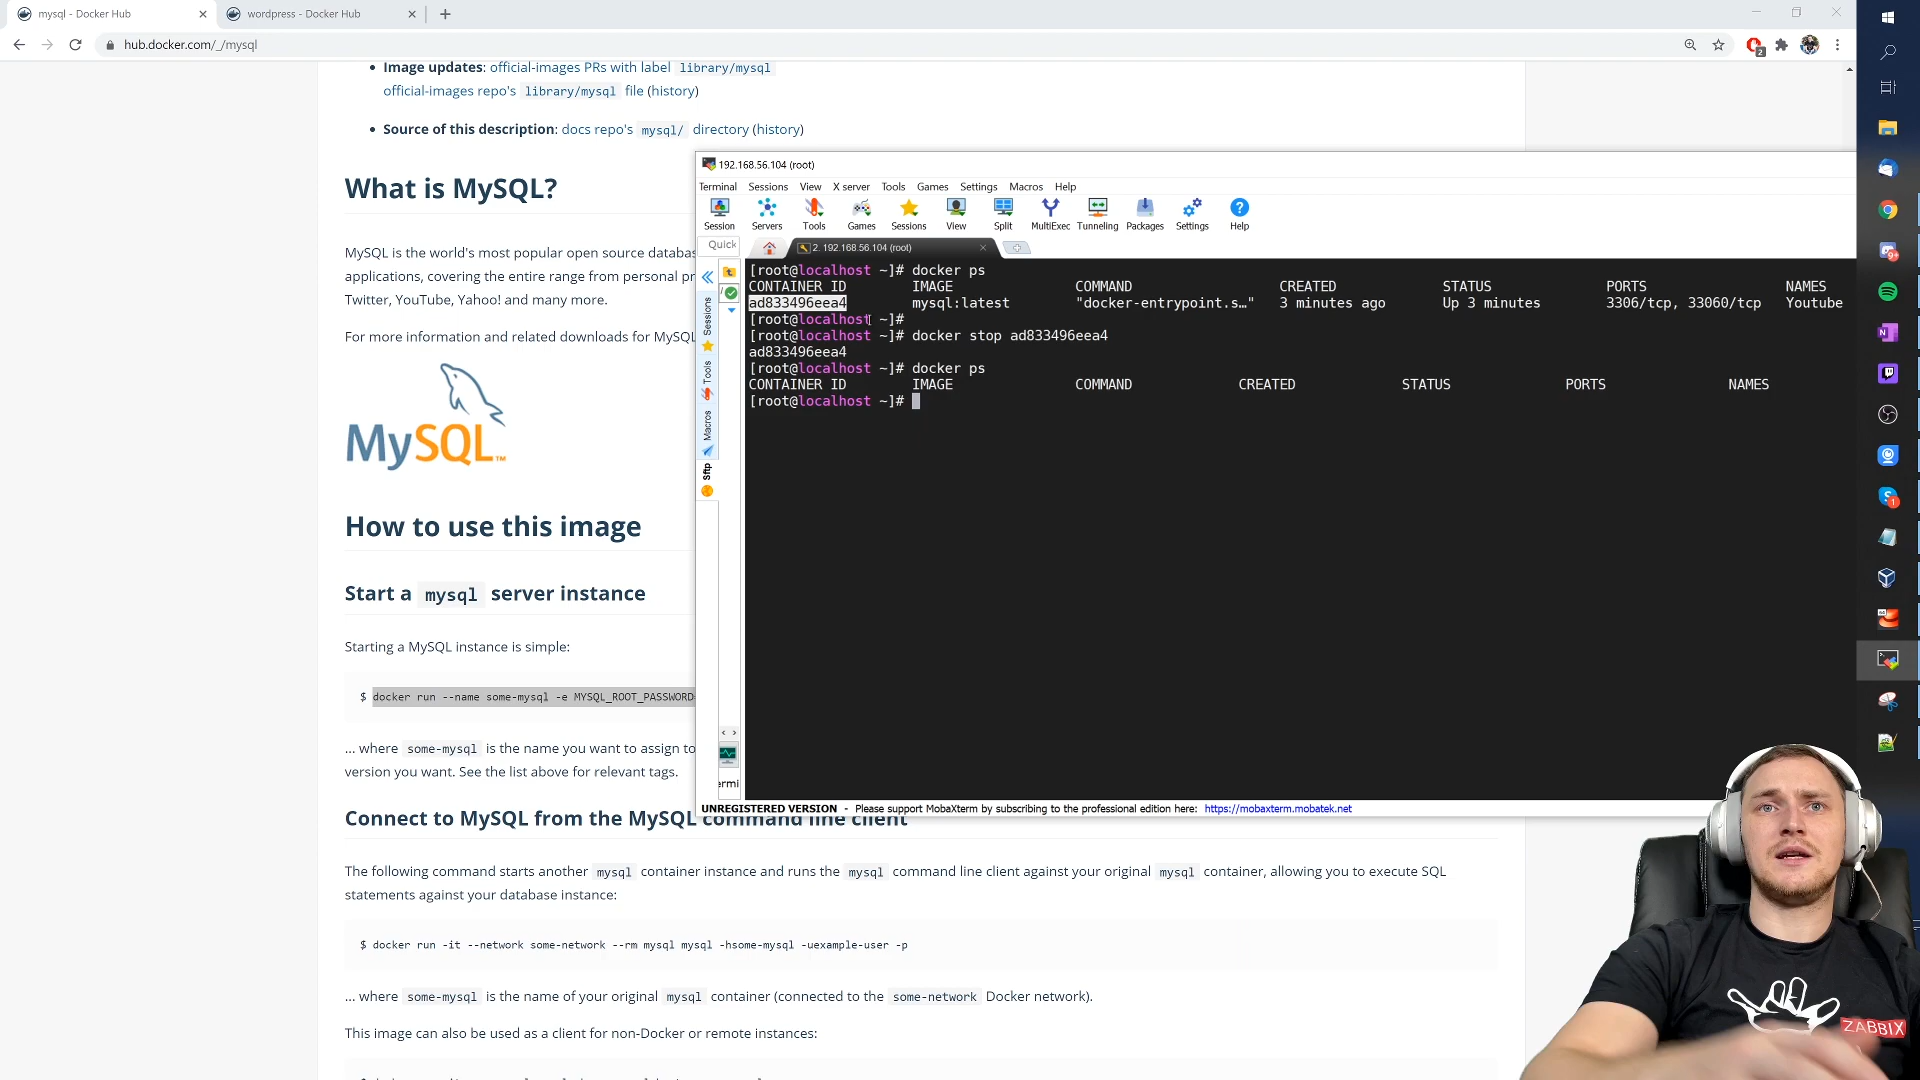 mysql - Docker Hub
wordpress - Docker Hub
hub.docker.com/_/mysql
Image updates: official-images PRs with label library/mysql
official-images repo's library/mysql file (history)
Source of this description: docs repo's mysql/ directory (history)
What is MySQL?
MySQL is the world's most popular open source databas
applications, covering the entire range from personal pr
Twitter, YouTube, Yahoo! and many more.
For more information and related downloads for MySQL
MySQL™
How to use this image
Start a mysql server instance
Starting a MySQL instance is simple:
$ docker run --name some-mysql -e MYSQL_ROOT_PASSWORD=
... where some-mysql is the name you want to assign to
version you want. See the list above for relevant tags.
Connect to MySQL from the MySQL command line client
The following command starts another mysql container instance and runs the mysql command line client against your original mysql container, allowing you to execute SQL
statements against your database instance:
$ docker run -it --network some-network --rm mysql mysql -hsome-mysql -uexample-user -p
... where some-mysql is the name of your original mysql container (connected to the some-network Docker network).
This image can also be used as a client for non-Docker or remote instances:
192.168.56.104 (root)
Terminal Sessions View X server Tools Games Settings Macros Help
Session Servers Tools Games Sessions View Split MultiExec Tunneling Packages Settings Help
Quick
2. 192.168.56.104 (root)
Sessions
Tools
Macros
Sftp
ermi
[root@localhost ~]# docker ps
CONTAINER ID IMAGE COMMAND CREATED STATUS PORTS NAMES
ad833496eea4 mysql:latest "docker-entrypoint.s…" 3 minutes ago Up 3 minutes 3306/tcp, 33060/tcp Youtube
[root@localhost ~]#
[root@localhost ~]# docker stop ad833496eea4
ad833496eea4
[root@localhost ~]# docker ps
CONTAINER ID IMAGE COMMAND CREATED STATUS PORTS NAMES
[root@localhost ~]#
UNREGISTERED VERSION - Please support MobaXterm by subscribing to the professional edition here: https://mobaxterm.mobatek.net
ZABBIX